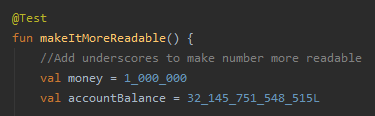 @Test
fun makeItMoreReadable() {
//Add underscores to make number more readable
val money = 1_000_000
val accountBalance = 32_145_751_548_515L